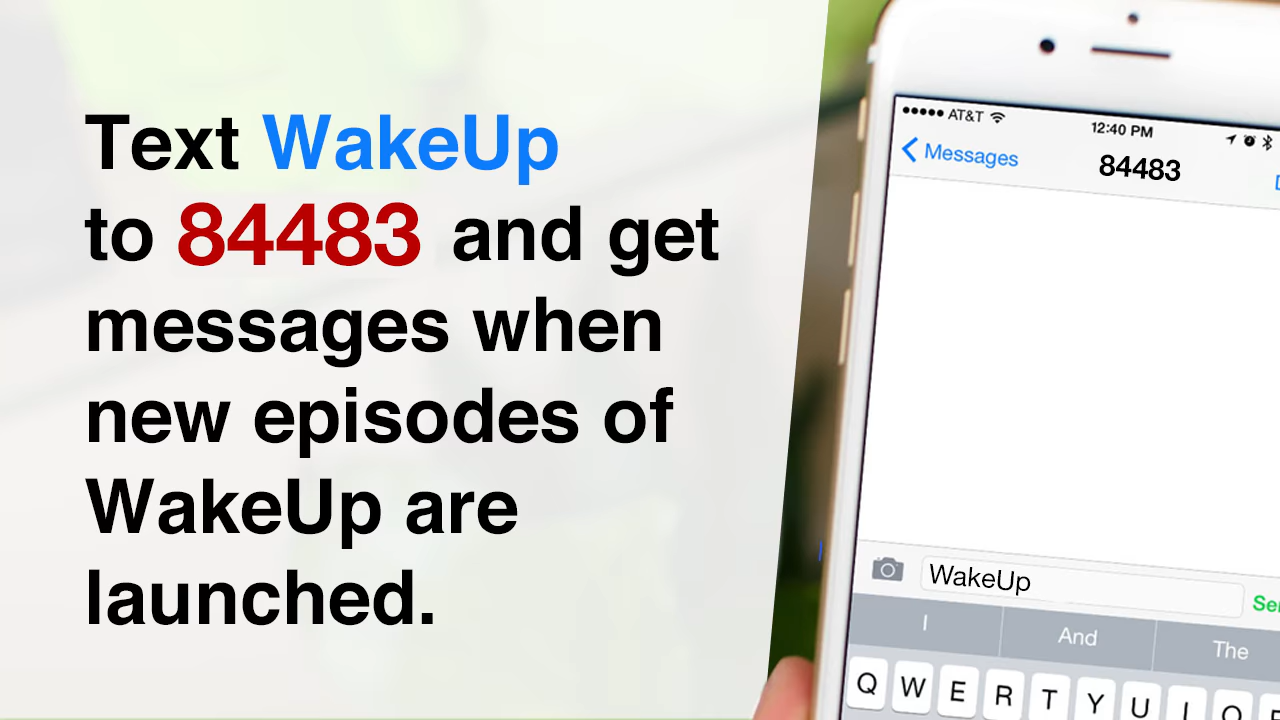 Text WakeUp
to 84483 and get
messages when
new episodes of
WakeUp are
launched.
AT&T
12:40 PM
Messages
84483
WakeUp
I
And
The
Q W E R T Y U I